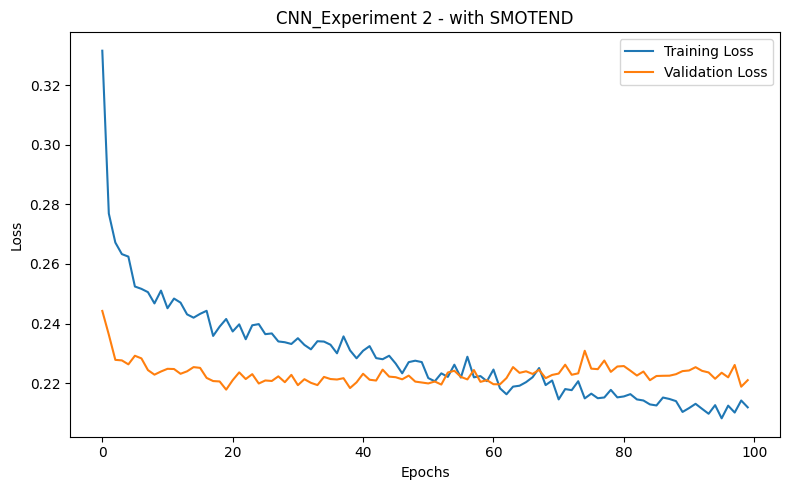 CNN_Experiment 2 - with SMOTEND
Training Loss
Validation Loss
Loss
0.32
0.30
0.28
0.26
0.24
0.22
0 20 40 60 80 100
Epochs